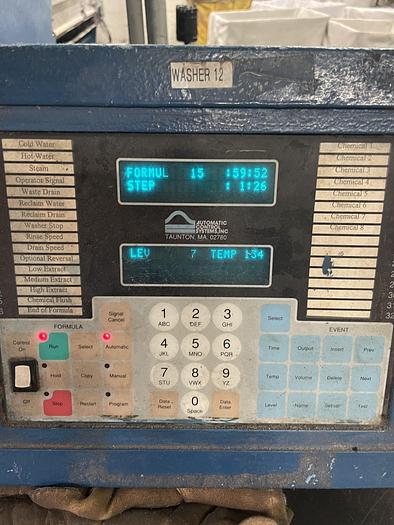 WASHER 12
Cold Water
Hot Water
Steam
Operator Signal
Waste Drain
Reclaim Water
Reclaim Drain
Washer Stop
Rinse Speed
Drain Speed
Optional Reversal
Low Extract
Medium Extract
High Extract
Chemical Flush
End of Formula
FORMUL 15 :59:52
STEP : 1:26
AUTOMATIC
CONTROL
SYSTEMS, INC
TAUNTON, MA. 02780
LEV 7 TEMP 134
Chemical 1
Chemical 2
Chemical 3
Chemical 4
Chemical 5
Chemical 6
Chemical 7
Chemical 8
FORMULA
Signal
Cancel
Control
On
Off
Run
Select
Automatic
Hold
Copy
Manual
Stop
Restart
Program
1
ABC
2
DEF
3
GHI
4
JKL
5
MNO
6
PQR
7
STU
8
VWX
9
YZ
Data
Reset
0
Space
Data
Enter
Select
EVENT
Time
Output
Insert
Prev
Temp
Volume
Delete
Next
Level
Name
Set-up
Test